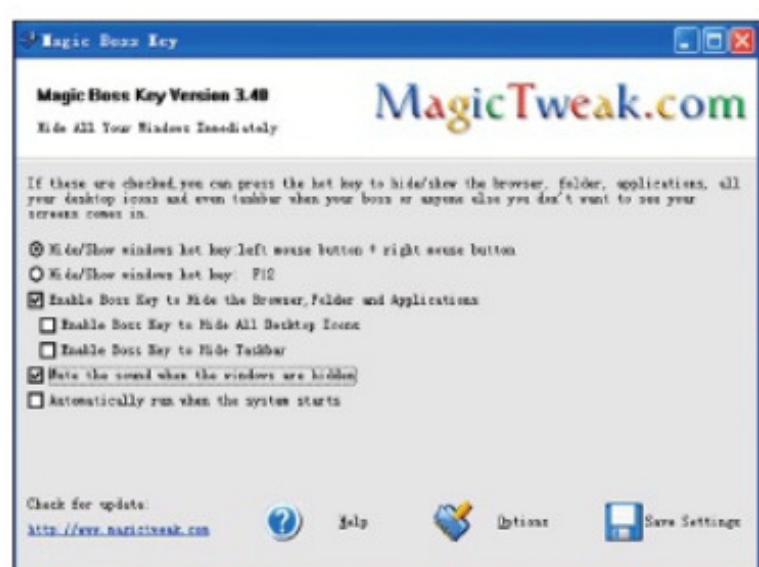 Magic Boss Key
Magic Boss Key Version 3.40
MagicTweak.com
Hide All Your Windows Immediately
If these are checked,you can press the hot key to hide/show the browser, folder, applications, all
your desktop icons and even taskbar when your boss or anyone else you don't want to see your
screens comes in.
Hide/Show windows hot key:left mouse button + right mouse button
Hide/Show windows hot key: F12
Enable Boss Key to Hide the Browser,Folder and Applications
Enable Boss Key to Hide All Desktop Icons
Enable Boss Key to Hide Taskbar
Mute the sound when the windows are hidden
Automatically run when the system starts
Check for update:
http://www.magictweak.com
Help
Options
Save Settings